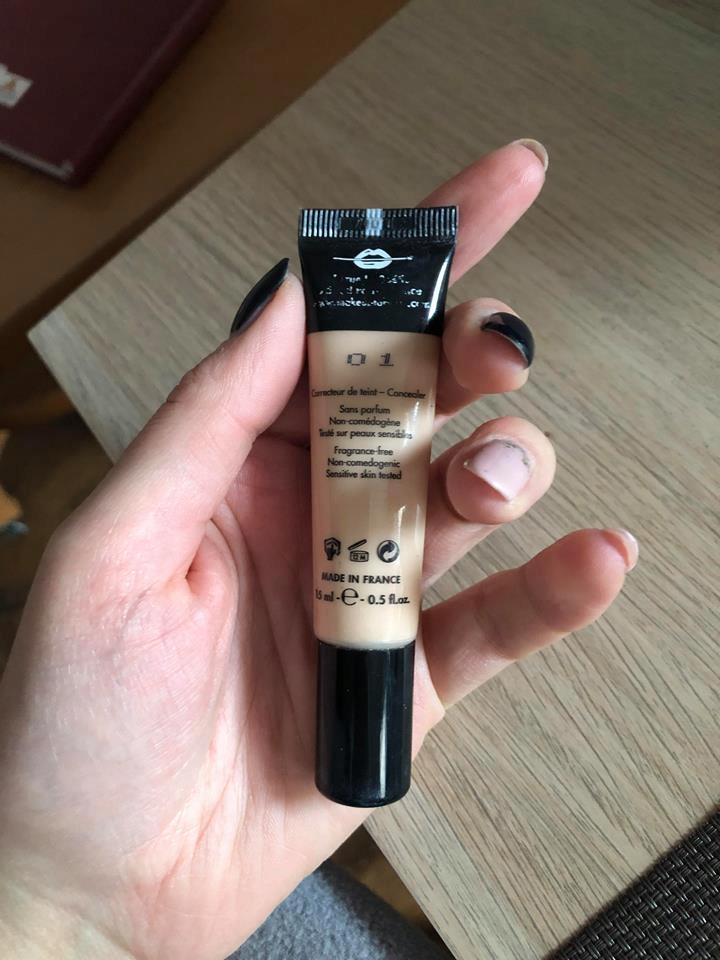 01
Correcteur de teint – Concealer
Sans parfum
Non-comédogène
Testé sur peaux sensibles
Fragrance-free
Non-comedogenic
Sensitive skin tested
MADE IN FRANCE
15 ml - e - 0.5 fl.oz.